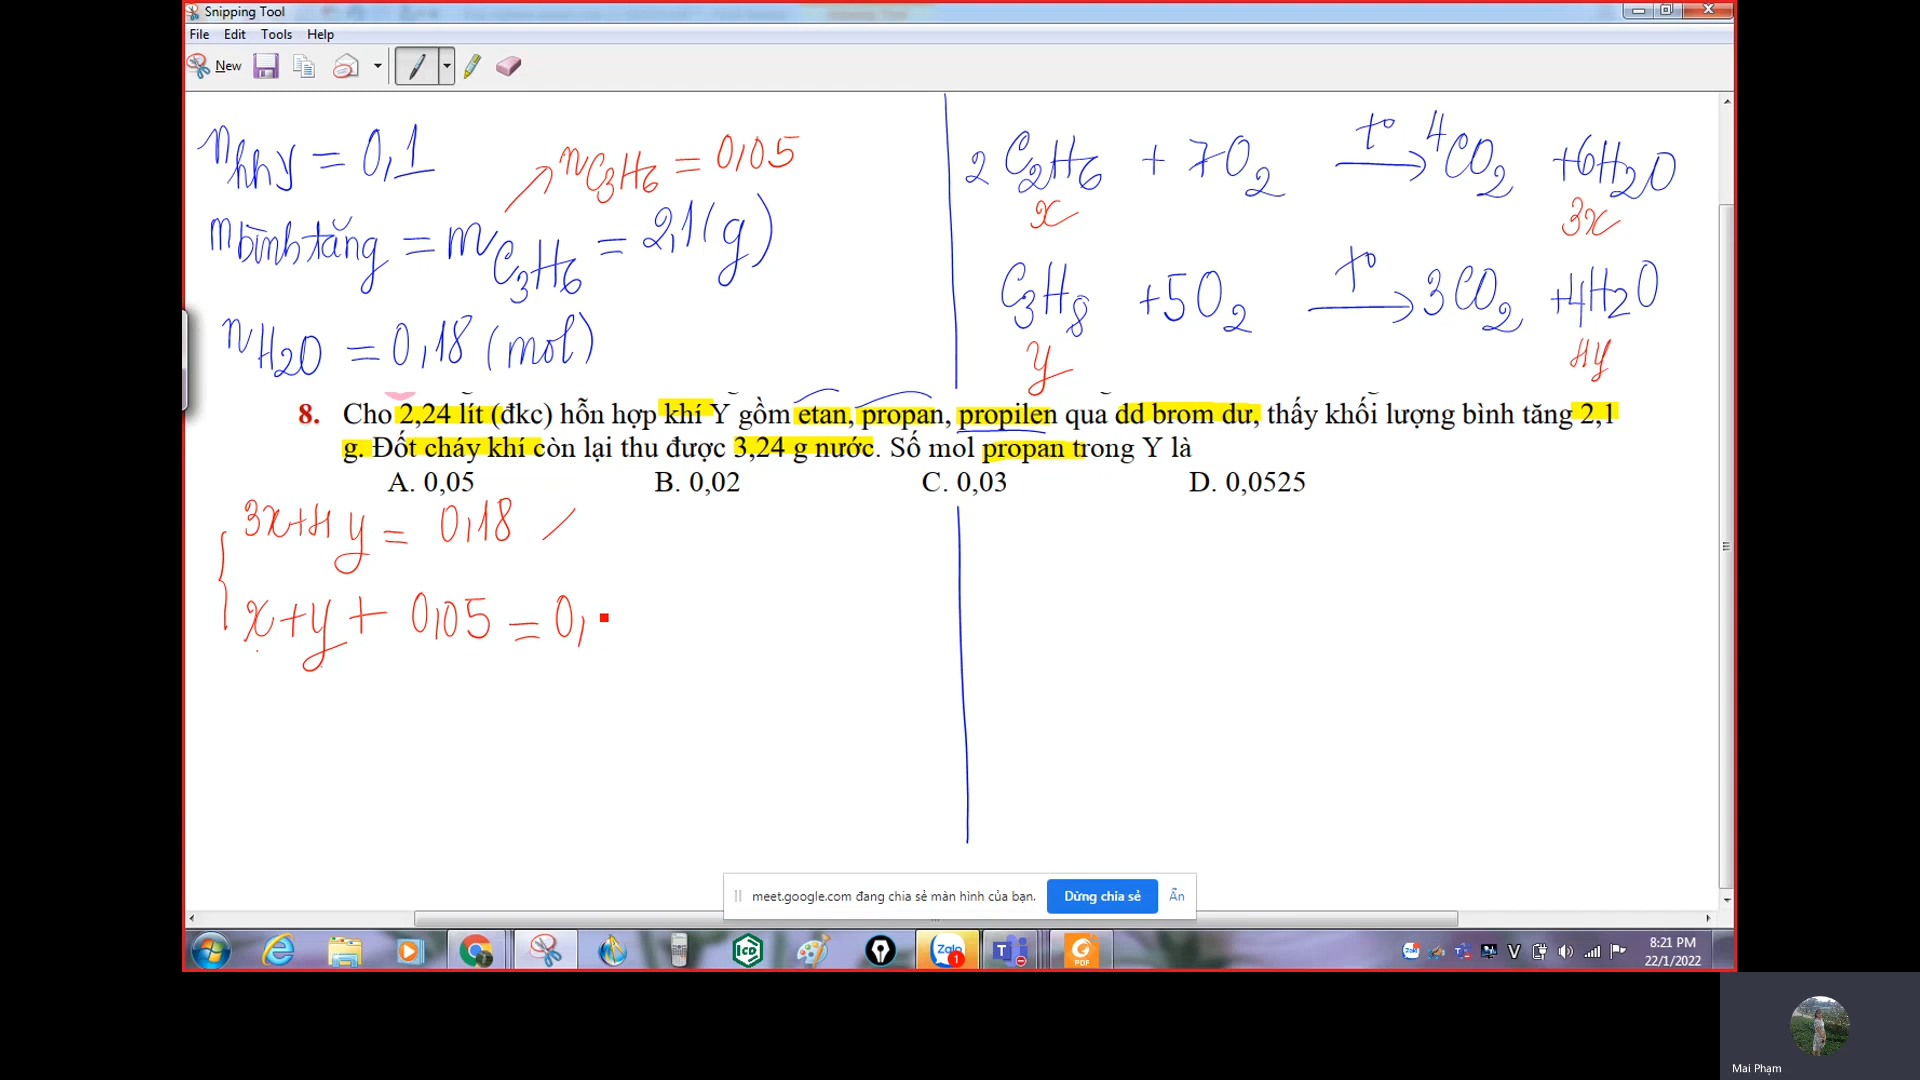 Snipping Tool
File Edit Tools Help
New
n hh Y = 0,1
n C3H6 = 0,05
m bình tăng = m C3H6 = 2,1 (g)
n H2O = 0,18 (mol)
2 C2H6 + 7O2 t° → 4CO2 + 6H2O
x 3x
C3H8 + 5O2 t° → 3CO2 + 4H2O
y 4y
8. Cho 2,24 lít (đkc) hỗn hợp khí Y gồm etan, propan, propilen qua dd brom dư, thấy khối lượng bình tăng 2,1
g. Đốt cháy khí còn lại thu được 3,24 g nước. Số mol propan trong Y là
A. 0,05 B. 0,02 C. 0,03 D. 0,0525
3x + 4y = 0,18
x + y + 0,05 = 0,
meet.google.com đang chia sẻ màn hình của bạn. Dừng chia sẻ Ẩn
Zalo
1
PDF
8:21 PM
22/1/2022
Mai Phạm